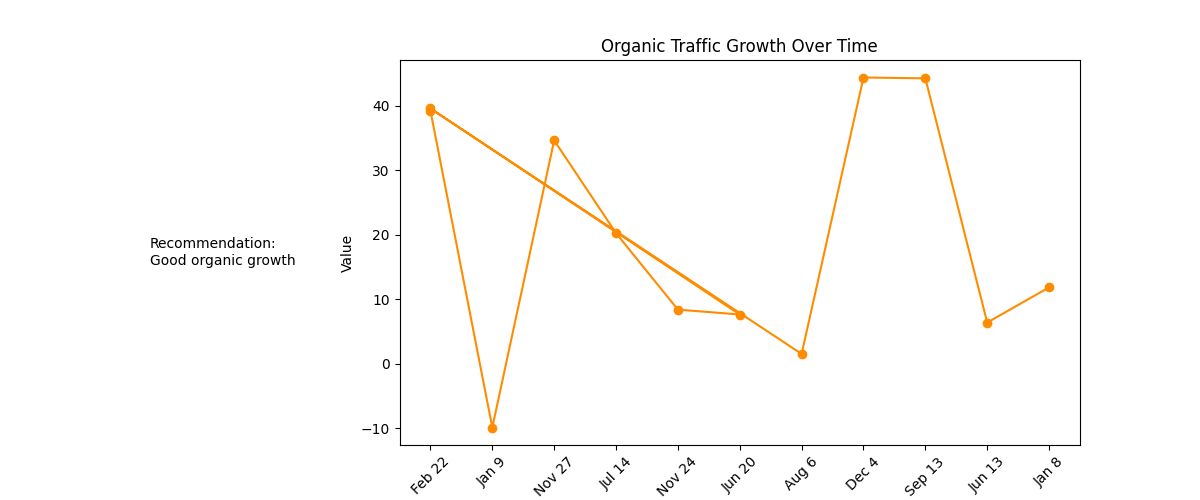 Organic Traffic Growth Over Time
Recommendation:
Good organic growth
Value
40
30
20
10
0
−10
Feb 22
Jan 9
Nov 27
Jul 14
Nov 24
Jun 20
Aug 6
Dec 4
Sep 13
Jun 13
Jan 8